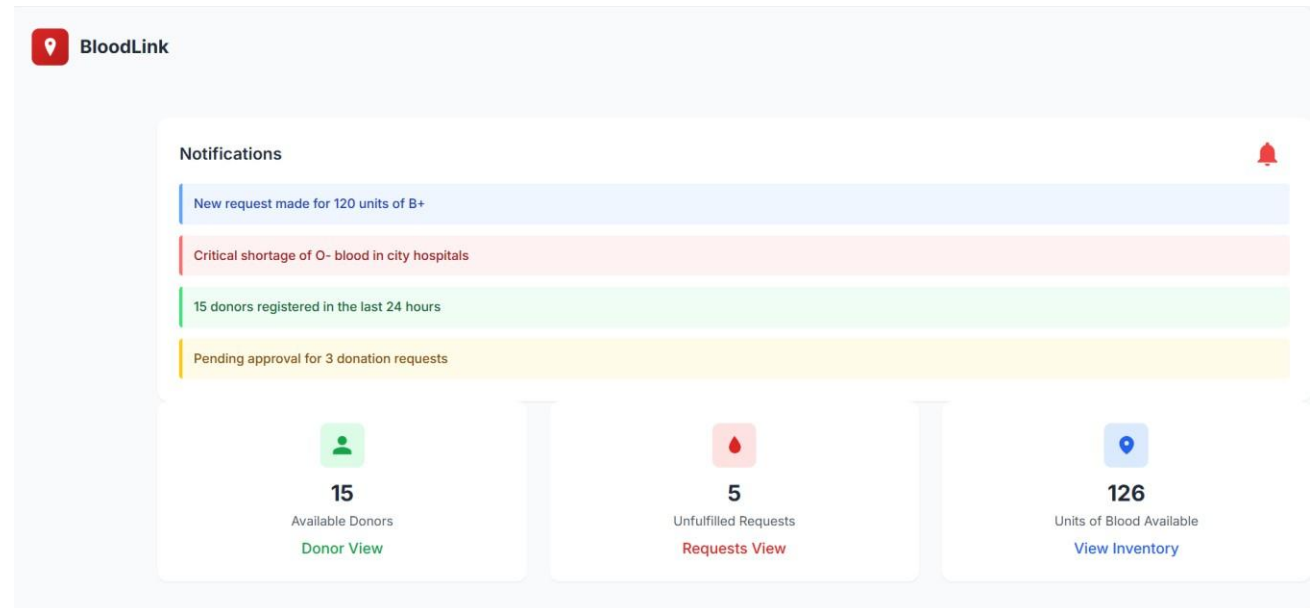 BloodLink
Notifications
New request made for 120 units of B+
Critical shortage of O- blood in city hospitals
15 donors registered in the last 24 hours
Pending approval for 3 donation requests
15
Available Donors
Donor View
5
Unfulfilled Requests
Requests View
126
Units of Blood Available
View Inventory